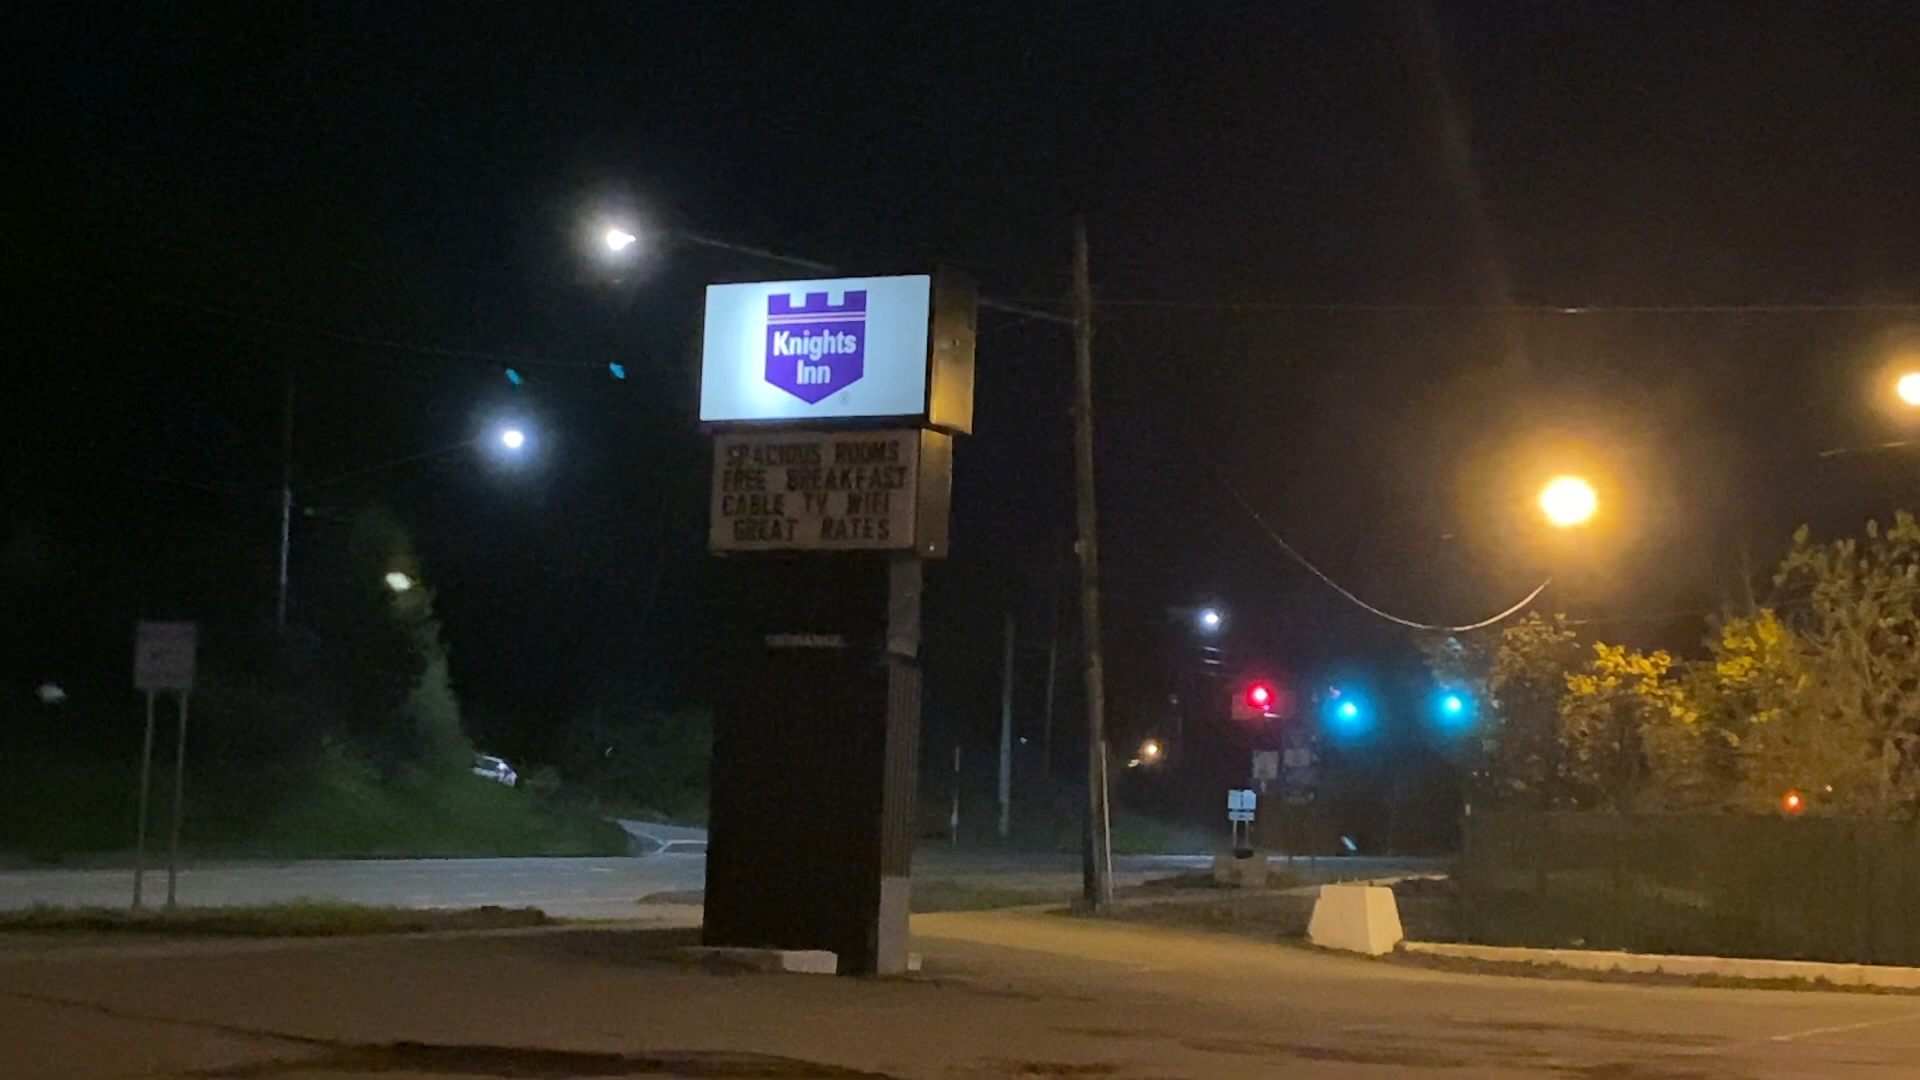 Knights
Inn
SPACIOUS ROOMS
FREE BREAKFAST
CABLE TV WIFI
GREAT RATES